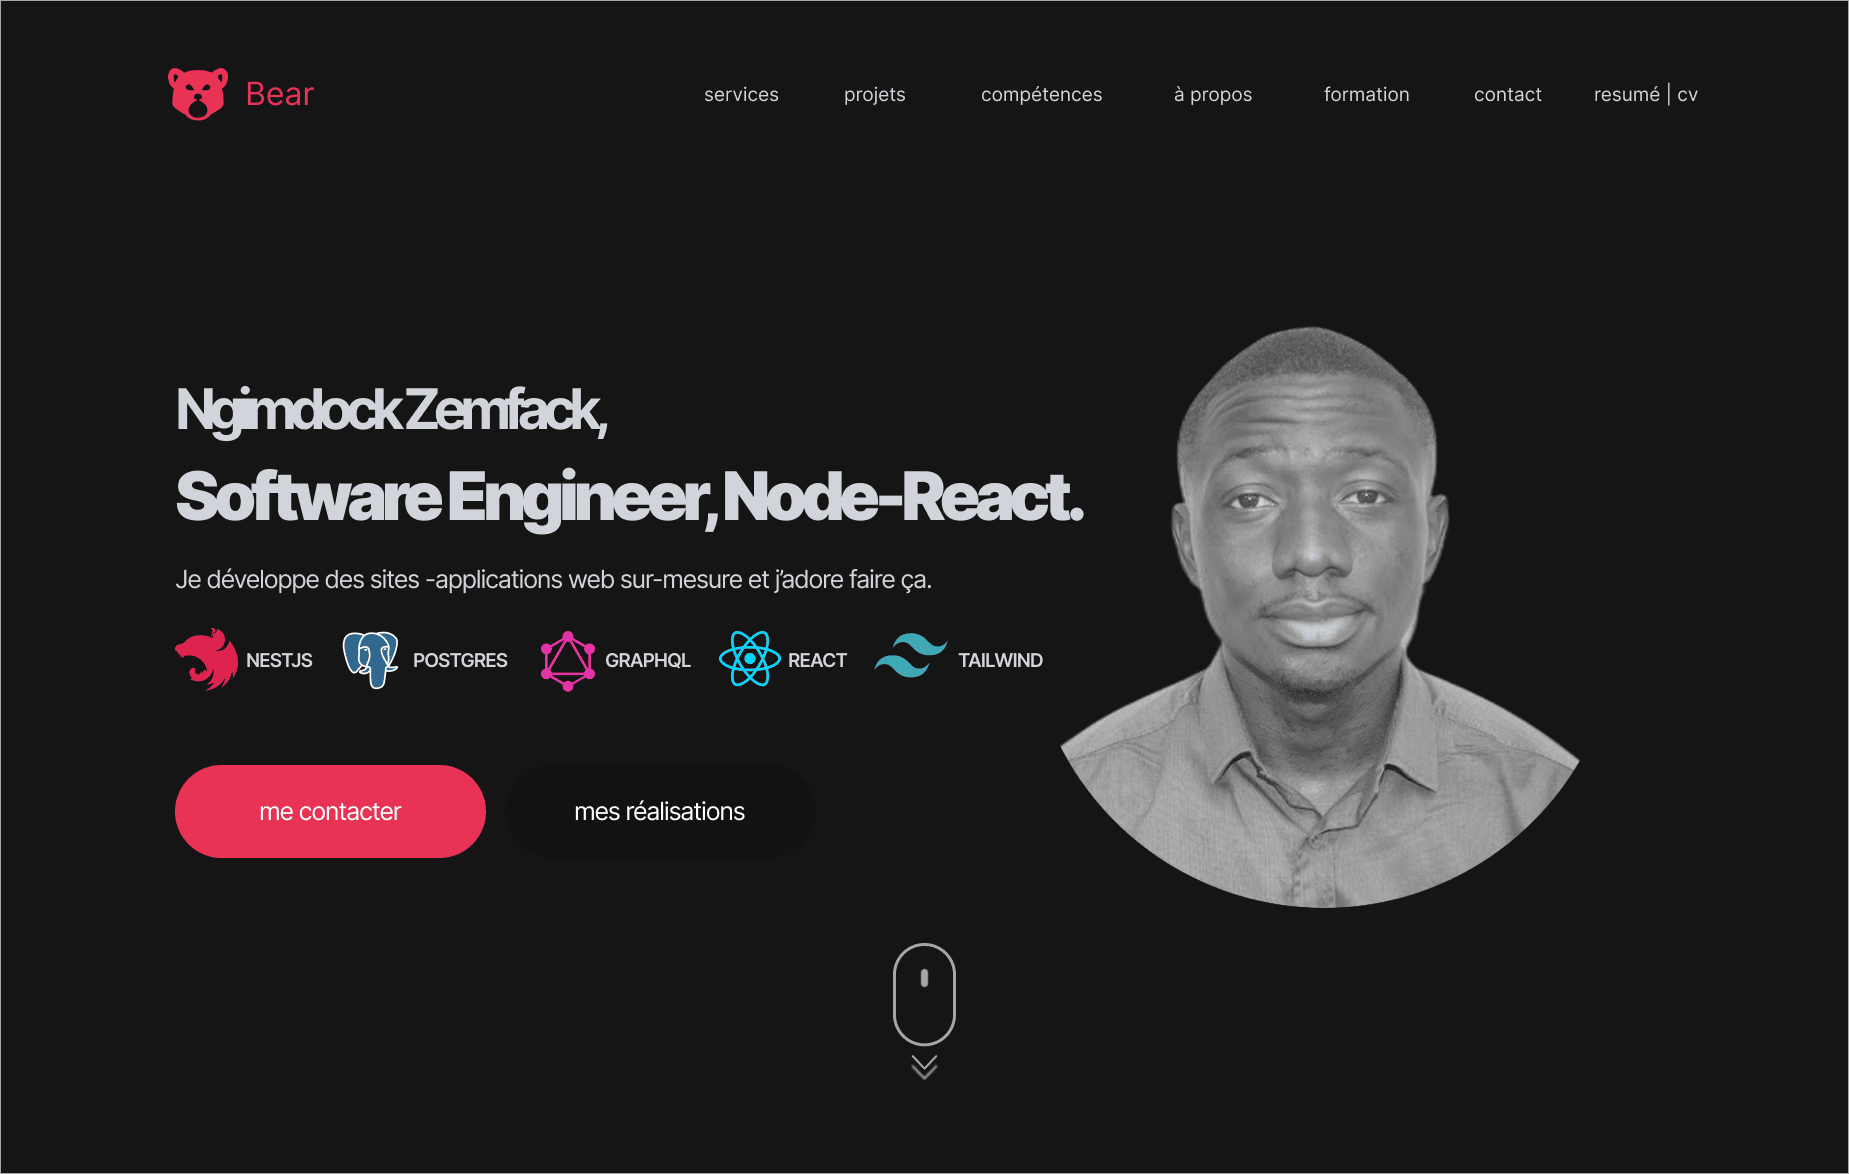 Bear
services projets compétences à propos formation contact resumé | cv
Ngimdock Zemfack,
Software Engineer, Node-React.
Je développe des sites -applications web sur-mesure et j’adore faire ça.
NESTJS POSTGRES GRAPHQL REACT TAILWIND
me contacter mes réalisations